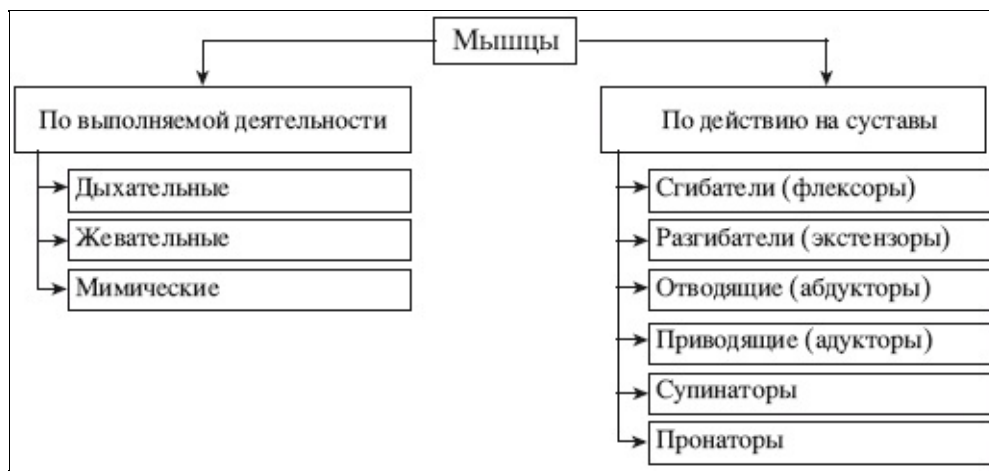 Мышцы
По выполняемой деятельности
Дыхательные
Жевательные
Мимические
По действию на суставы
Сгибатели (флексоры)
Разгибатели (экстензоры)
Отводящие (абдукторы)
Приводящие (адукторы)
Супинаторы
Пронаторы